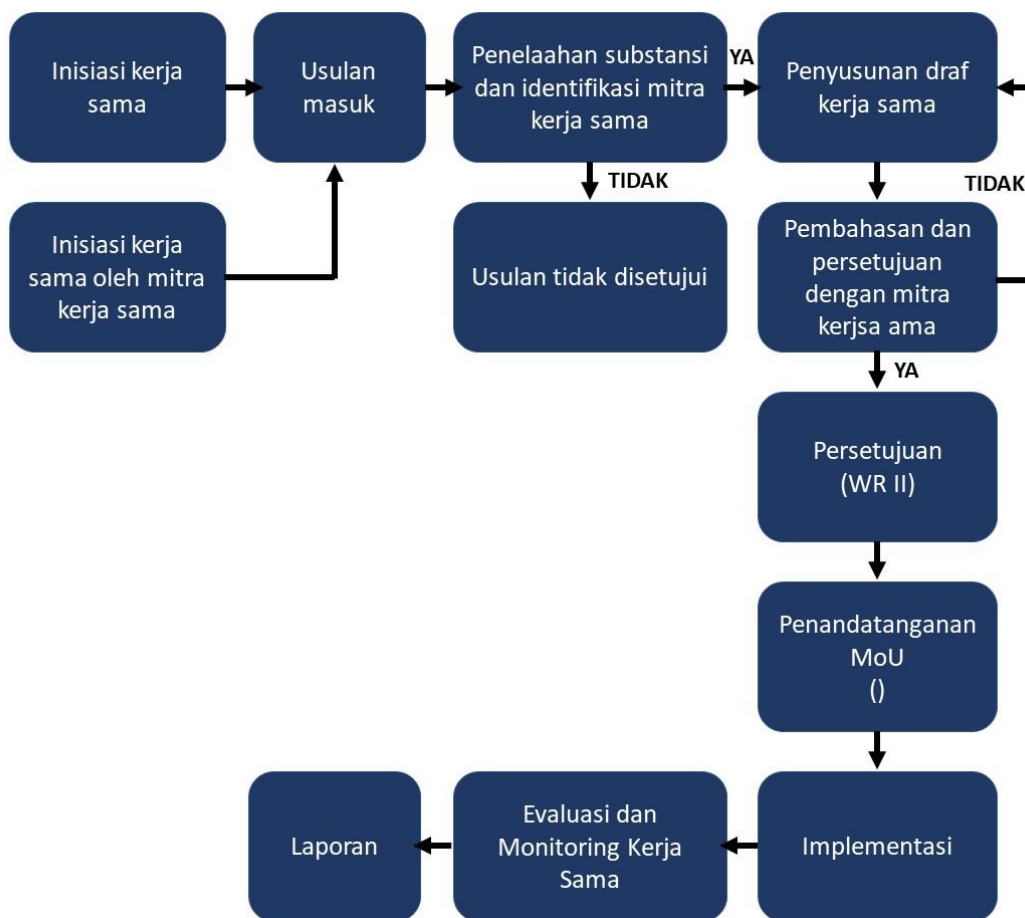 Inisiasi kerja
sama
Usulan
masuk
Penelaahan substansi
dan identifikasi mitra
kerja sama
YA
Penyusunan draf
kerja sama
TIDAK
TIDAK
Inisiasi kerja
sama oleh mitra
kerja sama
Usulan tidak disetujui
Pembahasan dan
persetujuan
dengan mitra
kerjsa ama
YA
Persetujuan
(WR II)
Penandatanganan
MoU
()
Laporan
Evaluasi dan
Monitoring Kerja
Sama
Implementasi